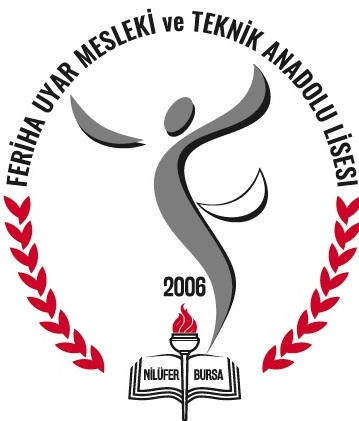 FERİHA UYAR MESLEKİ ve TEKNİK ANADOLU LİSESİ
2006
NİLÜFER BURSA